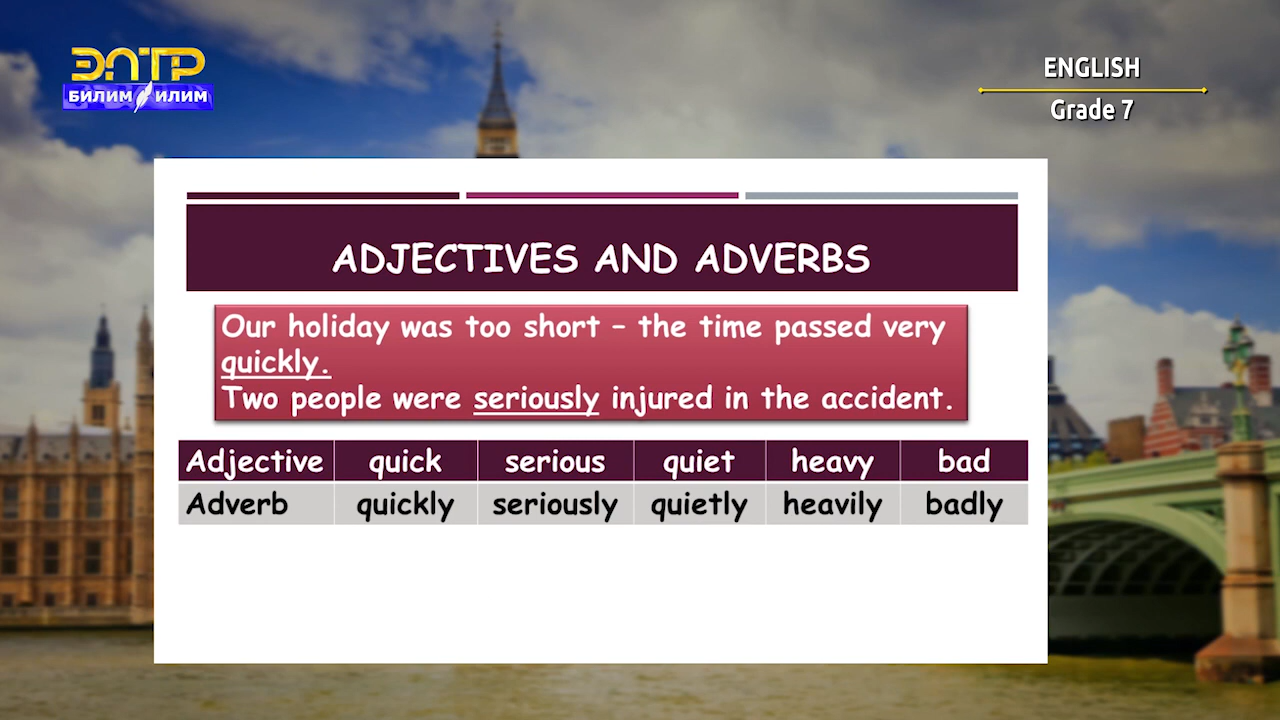 ЭЛТР
БИЛИМ ИЛИМ
ENGLISH
Grade 7
ADJECTIVES AND ADVERBS
Our holiday was too short – the time passed very
quickly.
Two people were seriously injured in the accident.
Adjective quick serious quiet heavy bad
Adverb quickly seriously quietly heavily badly